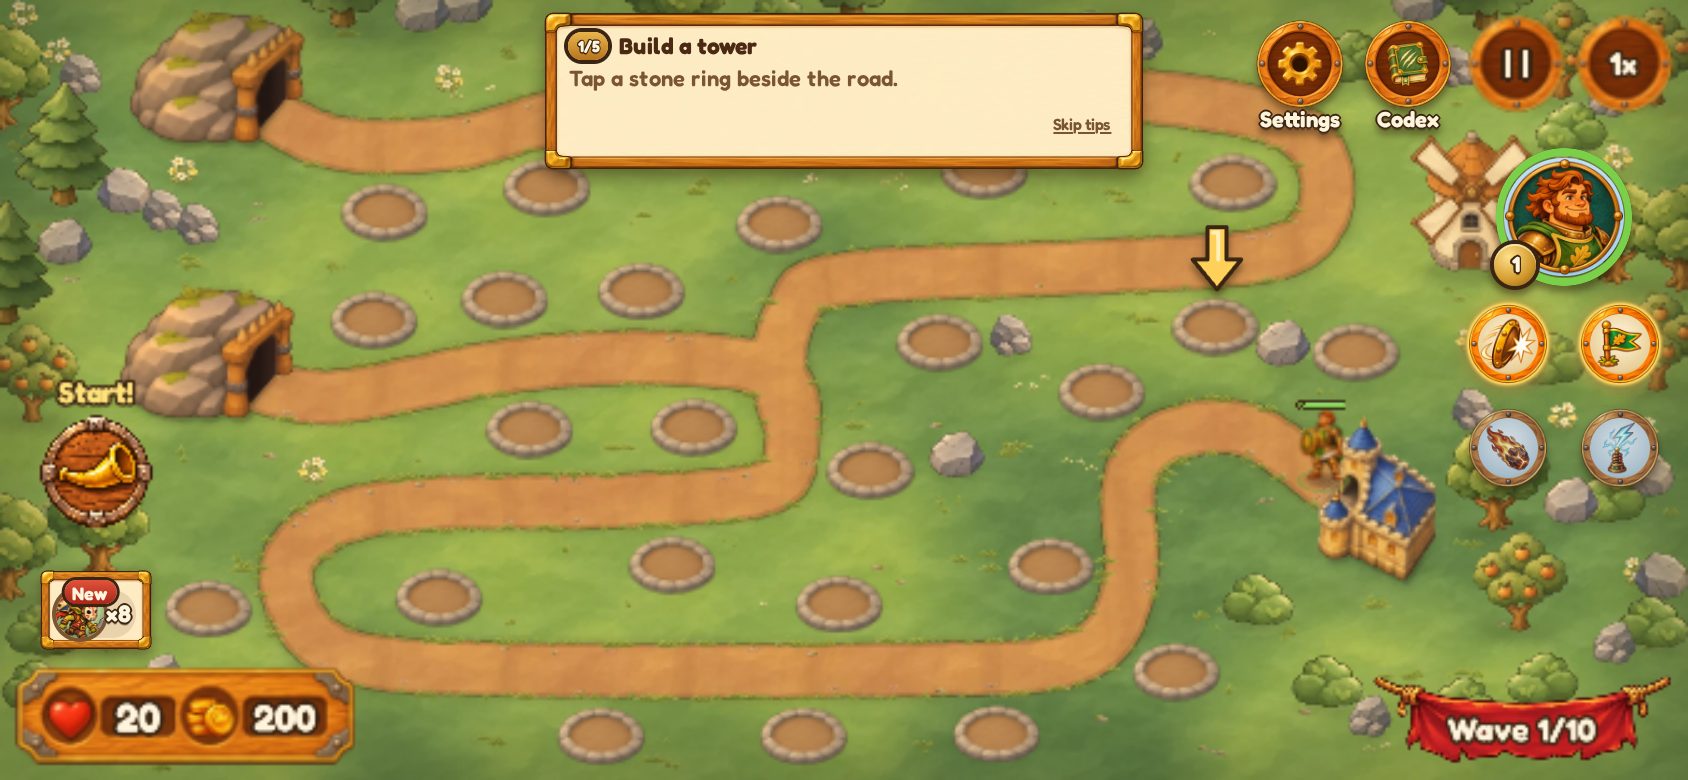 1/5 Build a tower
Tap a stone ring beside the road.
Skip tips
Settings
Codex
1x
1
Start!
New
x8
20
200
Wave 1/10